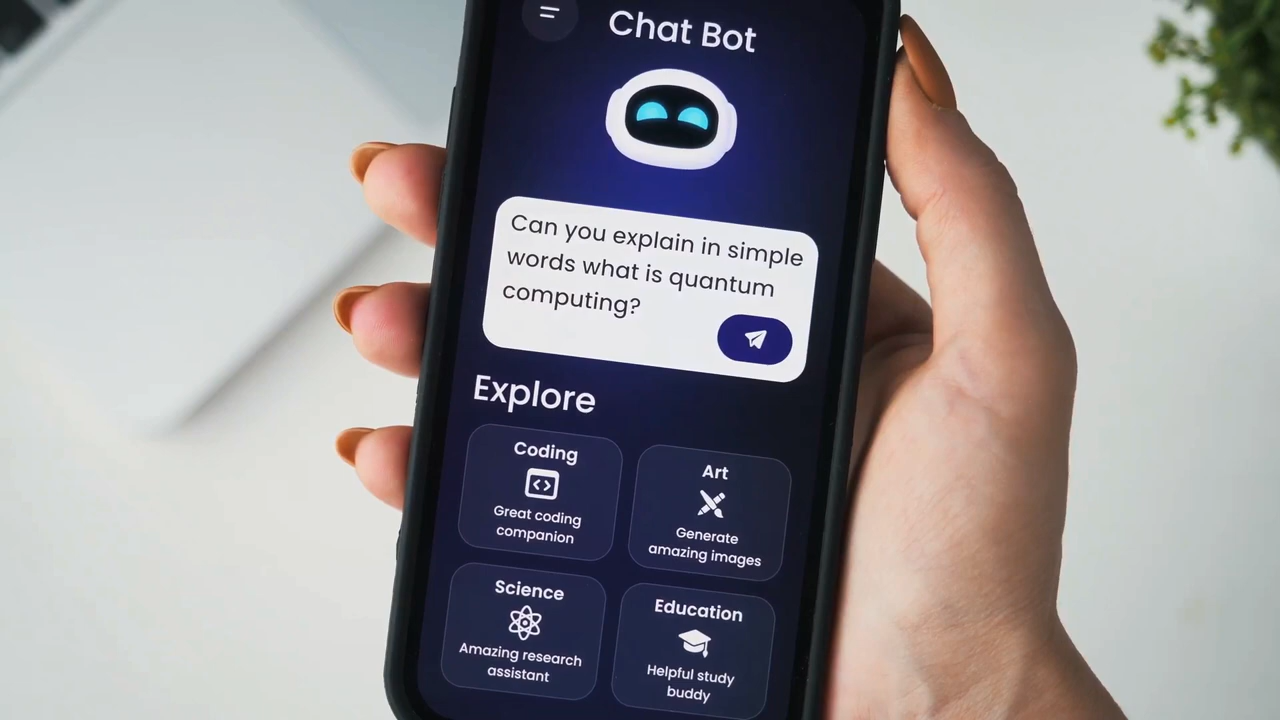 Chat Bot
Can you explain in simple
words what is quantum
computing?
Explore
Coding
Great coding
companion
Art
Generate
amazing images
Science
Amazing research
assistant
Education
Helpful study
buddy